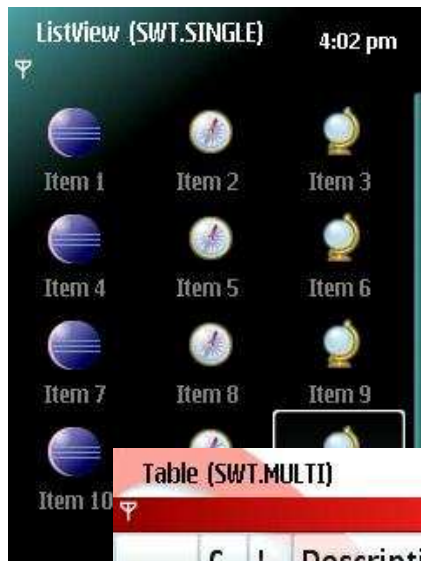 ListView (SWT.SINGLE) 4:02 pm
Item 1 Item 2 Item 3
Item 4 Item 5 Item 6
Item 7 Item 8 Item 9
Item 10
Table (SWT.MULTI)
C ! Descripti